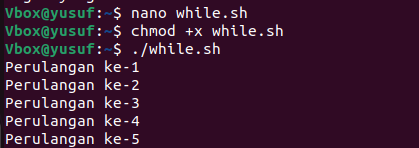 Vbox@yusuf:~$ nano while.sh
Vbox@yusuf:~$ chmod +x while.sh
Vbox@yusuf:~$ ./while.sh
Perulangan ke-1
Perulangan ke-2
Perulangan ke-3
Perulangan ke-4
Perulangan ke-5